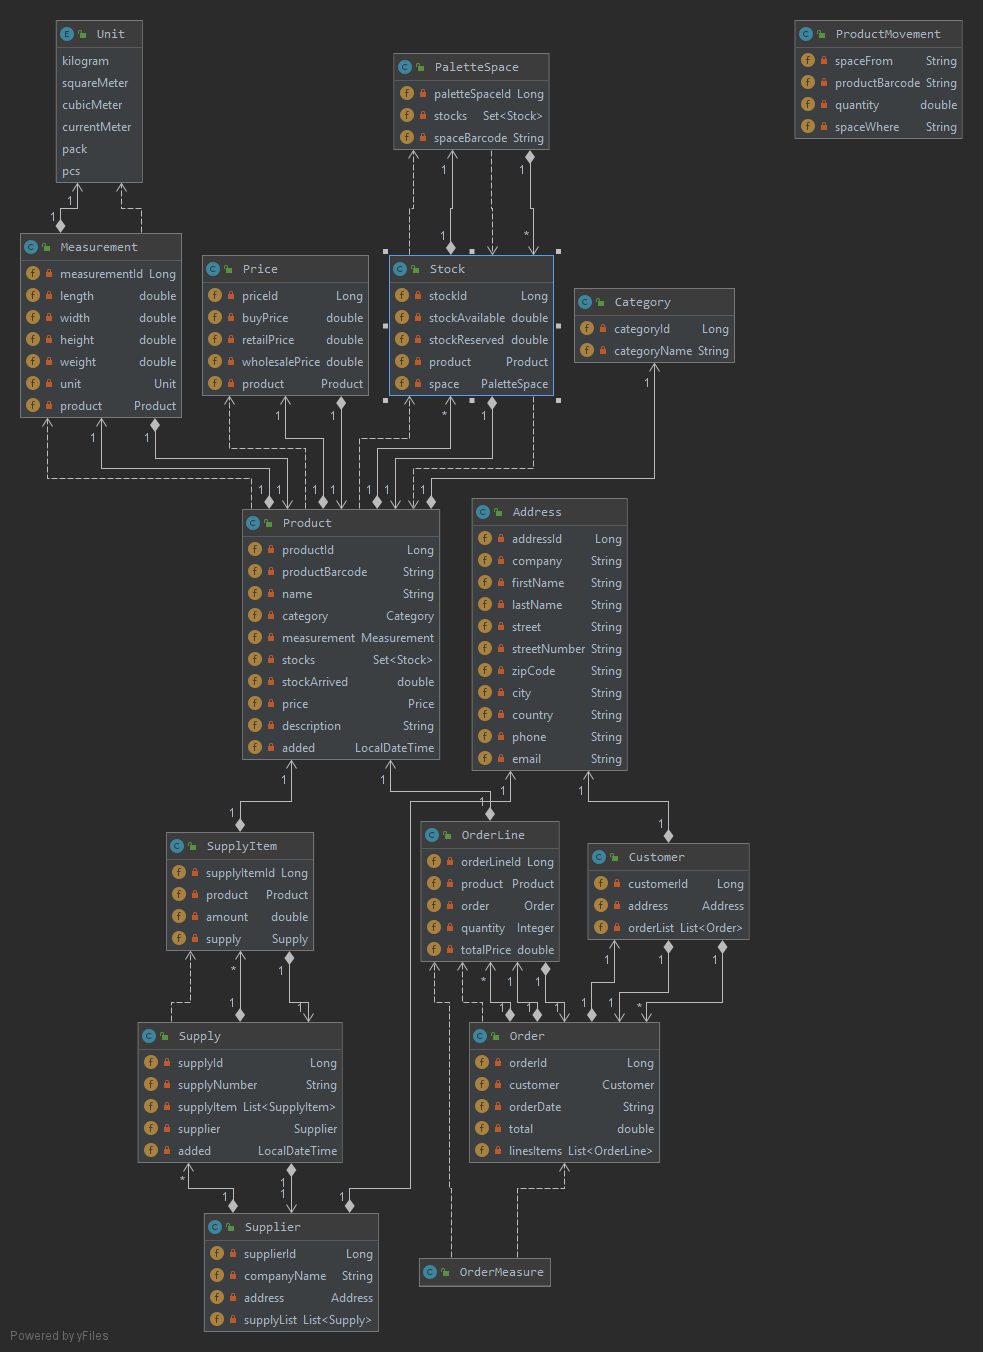 Unit
kilogram
squareMeter
cubicMeter
currentMeter
pack
pcs
1
1
PaletteSpace
paletteSpaceId Long
stocks Set<Stock>
spaceBarcode String
1
1
1
*
ProductMovement
spaceFrom String
productBarcode String
quantity double
spaceWhere String
Measurement
measurementId Long
length double
width double
height double
weight double
unit Unit
product Product
Price
priceId Long
buyPrice double
retailPrice double
wholesalePrice double
product Product
Stock
stockId Long
stockAvailable double
stockReserved double
product Product
space PaletteSpace
Category
categoryId Long
categoryName String
1
1
1
1
*
1
1
1
1
1
1
1
1
1
Product
productId Long
productBarcode String
name String
category Category
measurement Measurement
stocks Set<Stock>
stockArrived double
price Price
description String
added LocalDateTime
Address
addressId Long
company String
firstName String
lastName String
street String
streetNumber String
zipCode String
city String
country String
phone String
email String
1
1
1
1
1
1
1
SupplyItem
supplyItemId Long
product Product
amount double
supply Supply
OrderLine
orderLineId Long
product Product
order Order
quantity Integer
totalPrice double
Customer
customerId Long
address Address
orderList List<Order>
*
1
1
1
*
1
1
1
1
1
1
1
1
1
1
*
Supply
supplyId Long
supplyNumber String
supplyItem List<SupplyItem>
supplier Supplier
added LocalDateTime
Order
orderId Long
customer Customer
orderDate String
total double
linesItems List<OrderLine>
*
1
1
1
1
Supplier
supplierId Long
companyName String
address Address
supplyList List<Supply>
OrderMeasure
Powered by yFiles